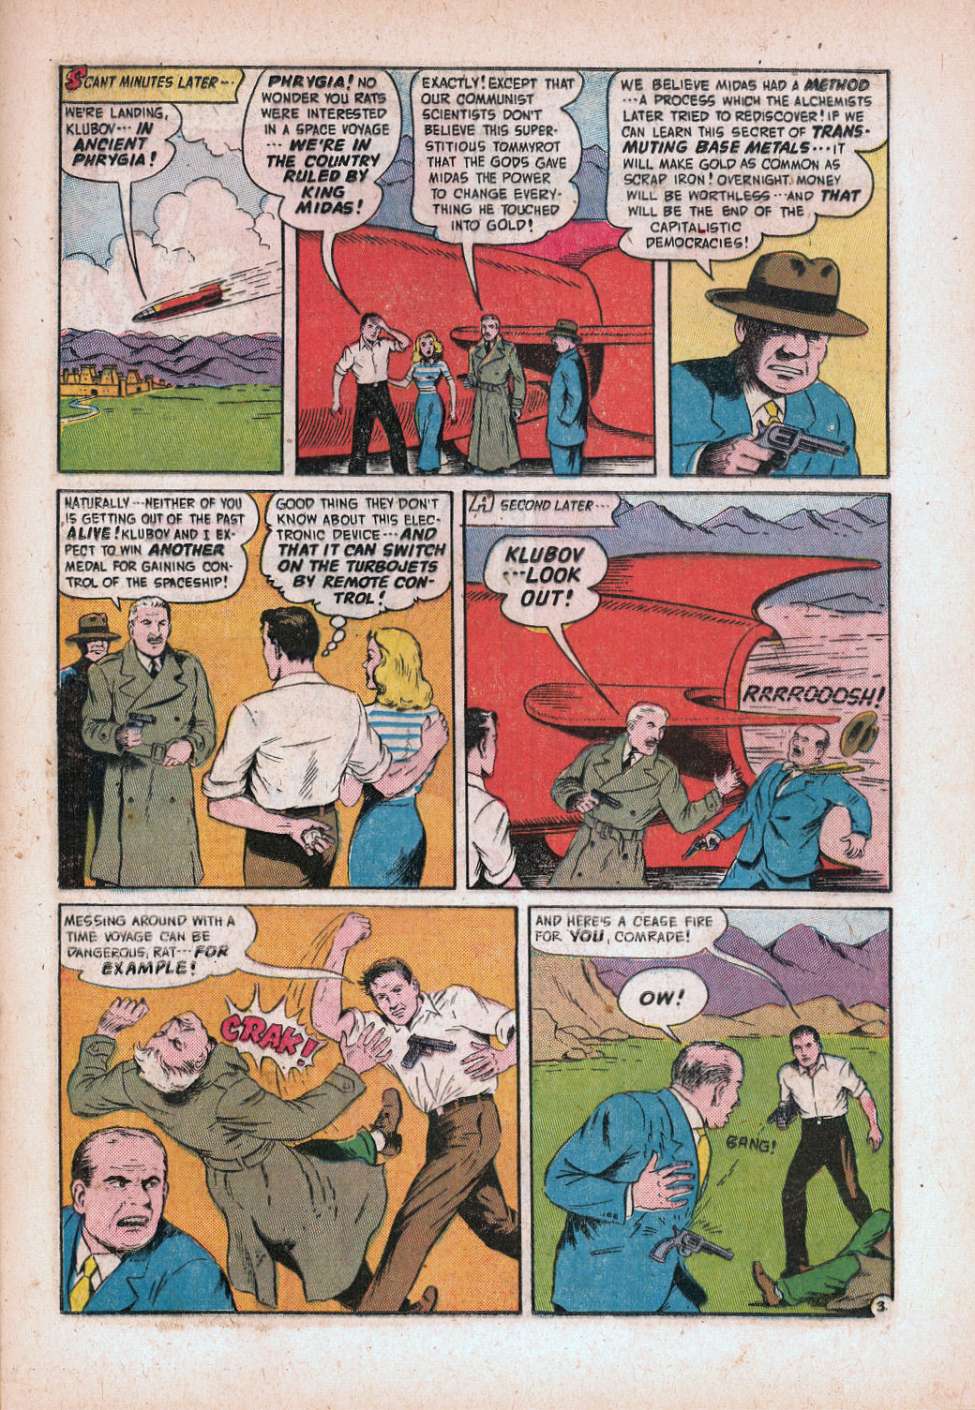 SCANT MINUTES LATER---
WE'RE LANDING,
KLUBOV--- IN
ANCIENT
PHRYGIA!
PHRYGIA! NO
WONDER YOU RATS
WERE INTERESTED
IN A SPACE VOYAGE
--- WE'RE IN
THE COUNTRY
RULED BY
KING
MIDAS!
EXACTLY! EXCEPT THAT
OUR COMMUNIST
SCIENTISTS DON'T
BELIEVE THIS SUPER-
STITIOUS TOMMYROT
THAT THE GODS GAVE
MIDAS THE POWER
TO CHANGE EVERY-
THING HE TOUCHED
INTO GOLD!
WE BELIEVE MIDAS HAD A METHOD
---A PROCESS WHICH THE ALCHEMISTS
LATER TRIED TO REDISCOVER! IF WE
CAN LEARN THIS SECRET OF TRANS-
MUTING BASE METALS--- IT
WILL MAKE GOLD AS COMMON AS
SCRAP IRON! OVERNIGHT, MONEY
WILL BE WORTHLESS --- AND THAT
WILL BE THE END OF THE
CAPITALISTIC
DEMOCRACIES!
NATURALLY --- NEITHER OF YOU
IS GETTING OUT OF THE PAST
ALIVE! KLUBOV AND I EX-
PECT TO WIN ANOTHER
MEDAL FOR GAINING CON-
TROL OF THE SPACESHIP!
GOOD THING THEY DON'T
KNOW ABOUT THIS ELEC-
TRONIC DEVICE--- AND
THAT IT CAN SWITCH
ON THE TURBOJETS
BY REMOTE CON-
TROL!
A SECOND LATER---
KLUBOV
---LOOK
OUT!
RRRROOOSH!
MESSING AROUND WITH A
TIME VOYAGE CAN BE
DANGEROUS, RAT--- FOR
EXAMPLE!
CRAK!
AND HERE'S A CEASE FIRE
FOR YOU, COMRADE!
OW!
BANG!
3